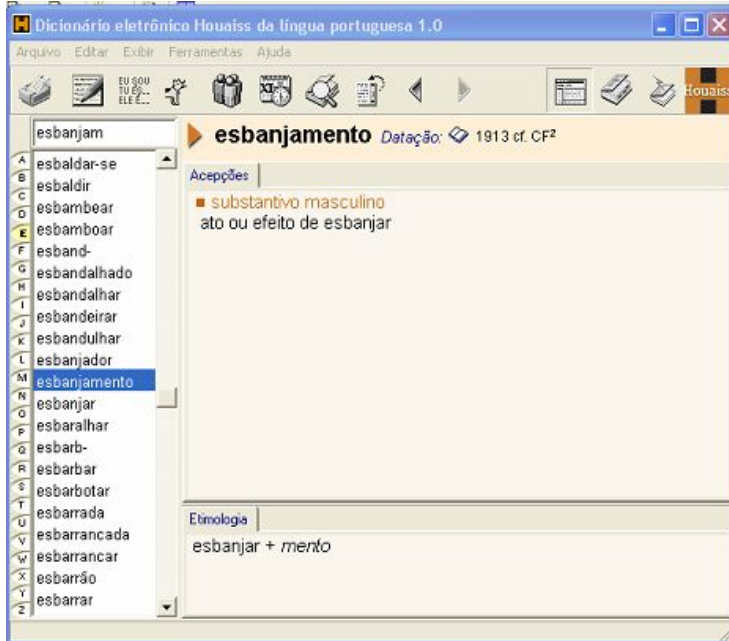 Dicionário eletrônico Houaiss da língua portuguesa 1.0
Arquivo Editar Exibir Ferramentas Ajuda
EU SOU
TU ÉS...
ELE É...
Houaiss
esbanjam
esbanjamento Datação: 1913 cf. CF²
A
B
C
D
E
F
G
H
I
J
K
L
M
N
O
P
Q
R
S
T
U
V
W
X
Y
Z
esbaldar-se
esbaldir
esbambear
esbamboar
esband-
esbandalhado
esbandalhar
esbandeirar
esbandulhar
esbanjador
esbanjamento
esbanjar
esbaralhar
esbarb-
esbarbar
esbarbotar
esbarrada
esbarrancada
esbarrancar
esbarrão
esbarrar
Acepções
substantivo masculino
ato ou efeito de esbanjar
Etimologia
esbanjar + mento